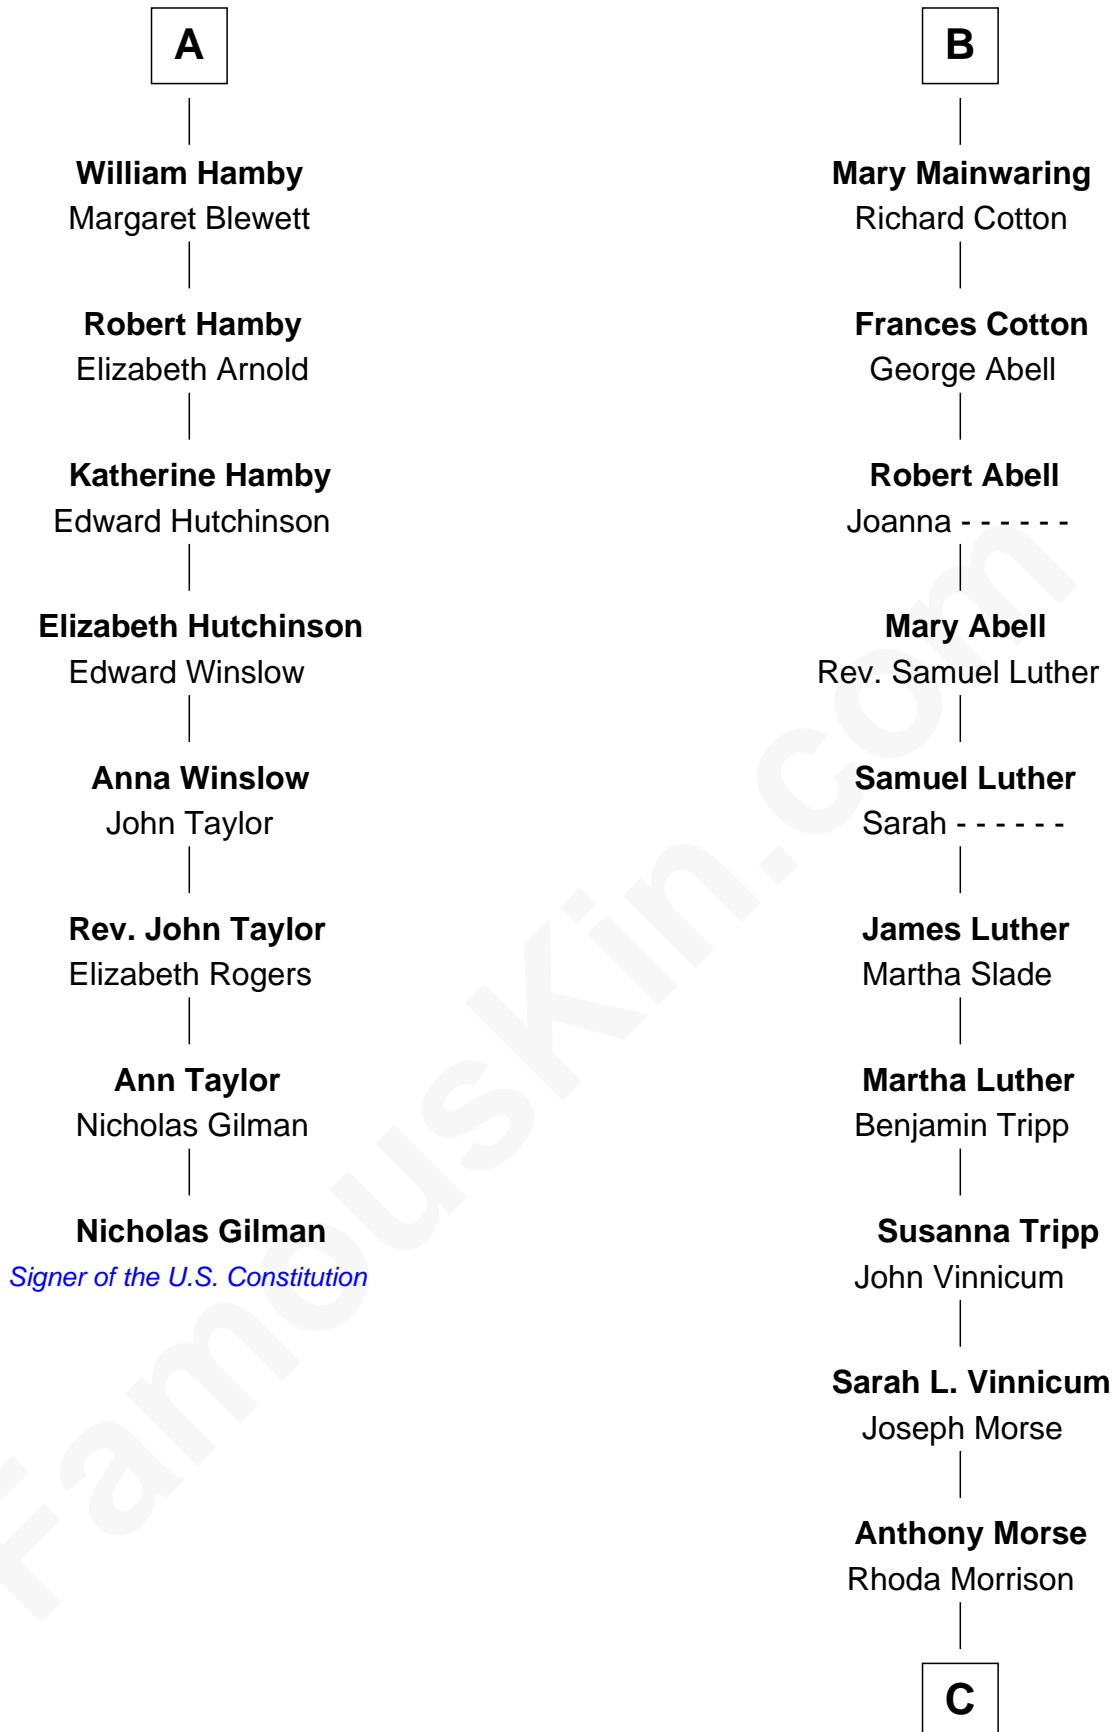 A
William Hamby
Margaret Blewett
Robert Hamby
Elizabeth Arnold
Katherine Hamby
Edward Hutchinson
Elizabeth Hutchinson
Edward Winslow
Anna Winslow
John Taylor
Rev. John Taylor
Elizabeth Rogers
Ann Taylor
Nicholas Gilman
Nicholas Gilman
Signer of the U.S. Constitution
B
Mary Mainwaring
Richard Cotton
Frances Cotton
George Abell
Robert Abell
Joanna - - - - - -
Mary Abell
Rev. Samuel Luther
Samuel Luther
Sarah - - - - - -
James Luther
Martha Slade
Martha Luther
Benjamin Tripp
Susanna Tripp
John Vinnicum
Sarah L. Vinnicum
Joseph Morse
Anthony Morse
Rhoda Morrison
C
FamousKin.com